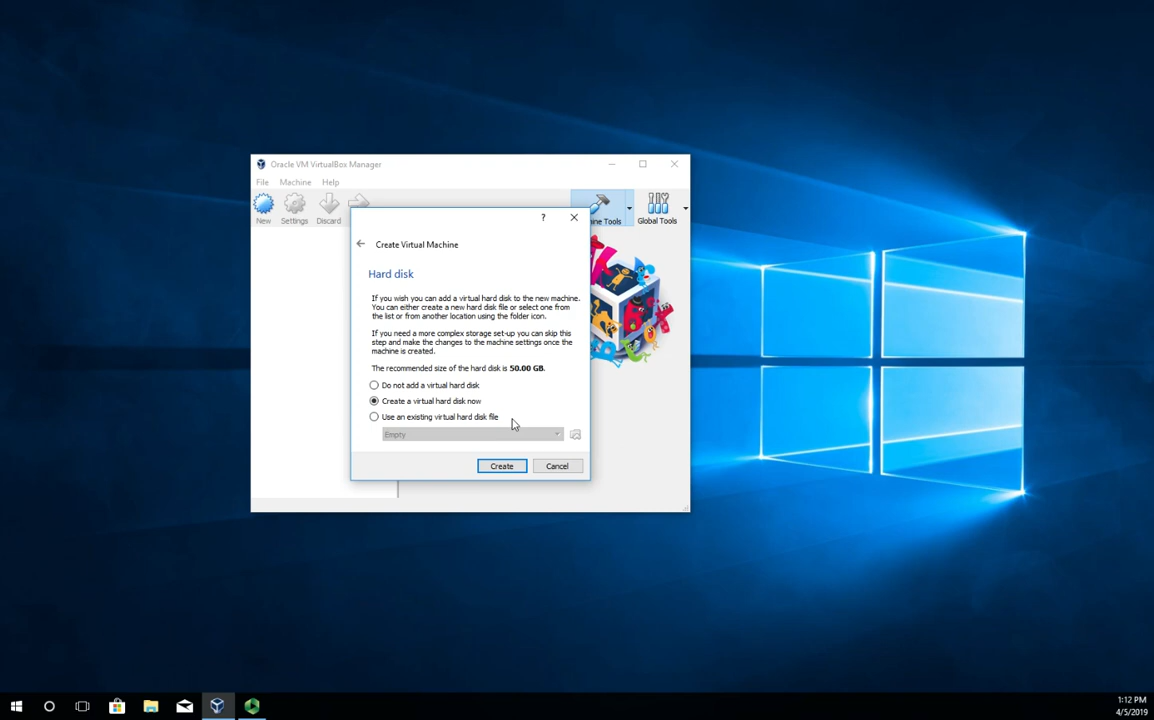 Oracle VM VirtualBox Manager
File Machine Help
New Settings Discard
ine Tools Global Tools
Create Virtual Machine
Hard disk
If you wish you can add a virtual hard disk to the new machine.
You can either create a new hard disk file or select one from
the list or from another location using the folder icon.
If you need a more complex storage set-up you can skip this
step and make the changes to the machine settings once the
machine is created.
The recommended size of the hard disk is 50.00 GB.
Do not add a virtual hard disk
Create a virtual hard disk now
Use an existing virtual hard disk file
Empty
Create Cancel
1:12 PM
4/5/2019